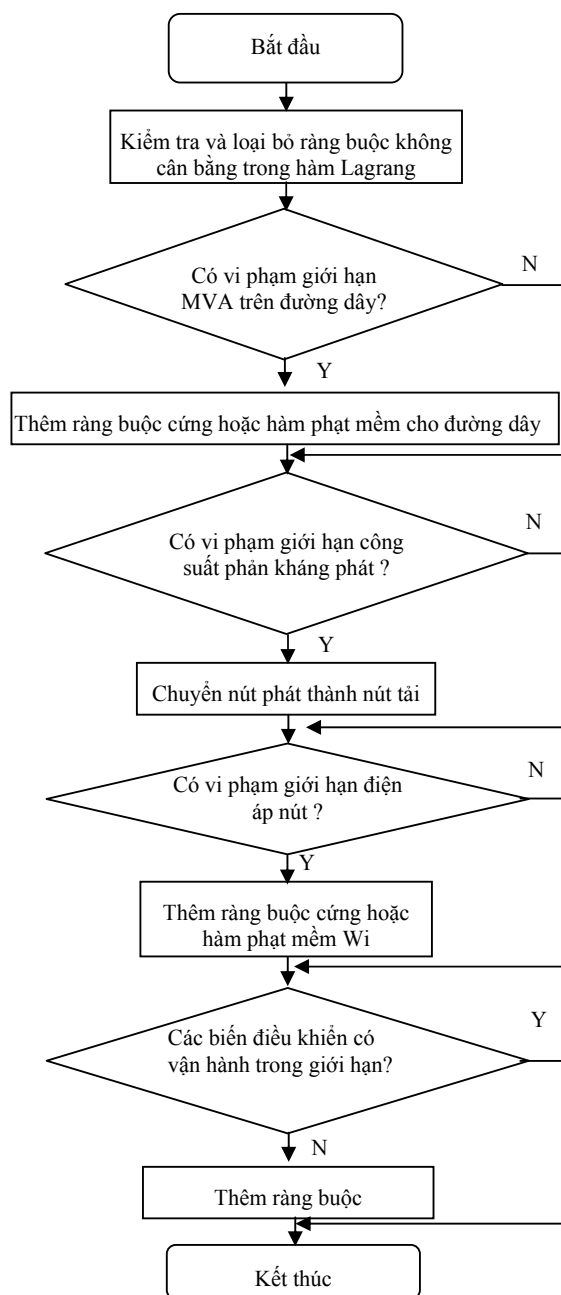 Bắt đầu
Kiểm tra và loại bỏ ràng buộc không
cân bằng trong hàm Lagrang
Có vi phạm giới hạn
MVA trên đường dây?
N
Y
Thêm ràng buộc cứng hoặc hàm phạt mềm cho đường dây
Có vi phạm giới hạn công
suất phản kháng phát ?
N
Y
Chuyển nút phát thành nút tải
Có vi phạm giới hạn điện
áp nút ?
N
Y
Thêm ràng buộc cứng hoặc
hàm phạt mềm Wi
Các biến điều khiển có
vận hành trong giới hạn?
Y
N
Thêm ràng buộc
Kết thúc